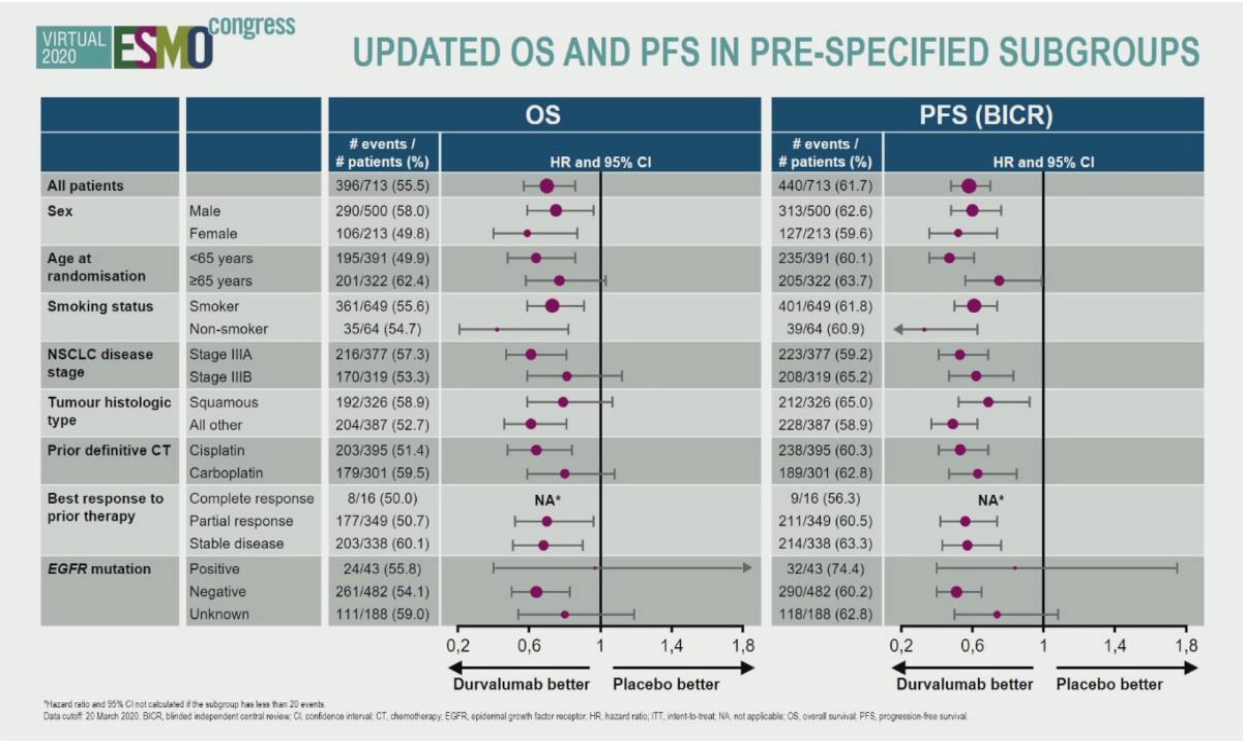 VIRTUAL
2020
ESMO congress
UPDATED OS AND PFS IN PRE-SPECIFIED SUBGROUPS
OS PFS (BICR)
# events / # patients (%) HR and 95% CI # events / # patients (%) HR and 95% CI
All patients 396/713 (55.5) 440/713 (61.7)
Sex Male 290/500 (58.0) 313/500 (62.6)
Female 106/213 (49.8) 127/213 (59.6)
Age at randomisation <65 years 195/391 (49.9) 235/391 (60.1)
≥65 years 201/322 (62.4) 205/322 (63.7)
Smoking status Smoker 361/649 (55.6) 401/649 (61.8)
Non-smoker 35/64 (54.7) 39/64 (60.9)
NSCLC disease stage Stage IIIA 216/377 (57.3) 223/377 (59.2)
Stage IIIB 170/319 (53.3) 208/319 (65.2)
Tumour histologic type Squamous 192/326 (58.9) 212/326 (65.0)
All other 204/387 (52.7) 228/387 (58.9)
Prior definitive CT Cisplatin 203/395 (51.4) 238/395 (60.3)
Carboplatin 179/301 (59.5) 189/301 (62.8)
Best response to prior therapy Complete response 8/16 (50.0) NA* 9/16 (56.3) NA*
Partial response 177/349 (50.7) 211/349 (60.5)
Stable disease 203/338 (60.1) 214/338 (63.3)
EGFR mutation Positive 24/43 (55.8) 32/43 (74.4)
Negative 261/482 (54.1) 290/482 (60.2)
Unknown 111/188 (59.0) 118/188 (62.8)
0,2 0,6 1 1,4 1,8 0,2 0,6 1 1,4 1,8
Durvalumab better Placebo better Durvalumab better Placebo better
*Hazard ratio and 95% CI not calculated if the subgroup has less than 20 events.
Data cutoff: 20 March 2020. BICR, blinded independent central review; CI, confidence interval; CT, chemotherapy; EGFR, epidermal growth factor receptor; HR, hazard ratio; ITT, intent-to-treat; NA, not applicable; OS, overall survival; PFS, progression-free survival.